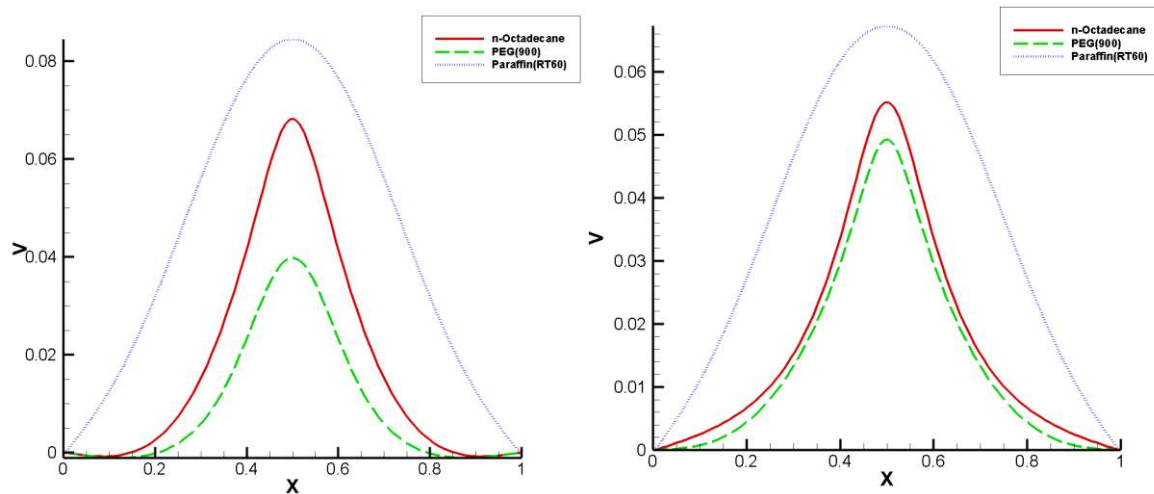 n-Octadecane
PEG(900)
Paraffin(RT60)
0.08
0.06
V
0.04
0.02
0
0 0.2 0.4 0.6 0.8 1
X
n-Octadecane
PEG(900)
Paraffin(RT60)
0.06
0.05
0.04
V
0.03
0.02
0.01
0
0 0.2 0.4 0.6 0.8 1
X